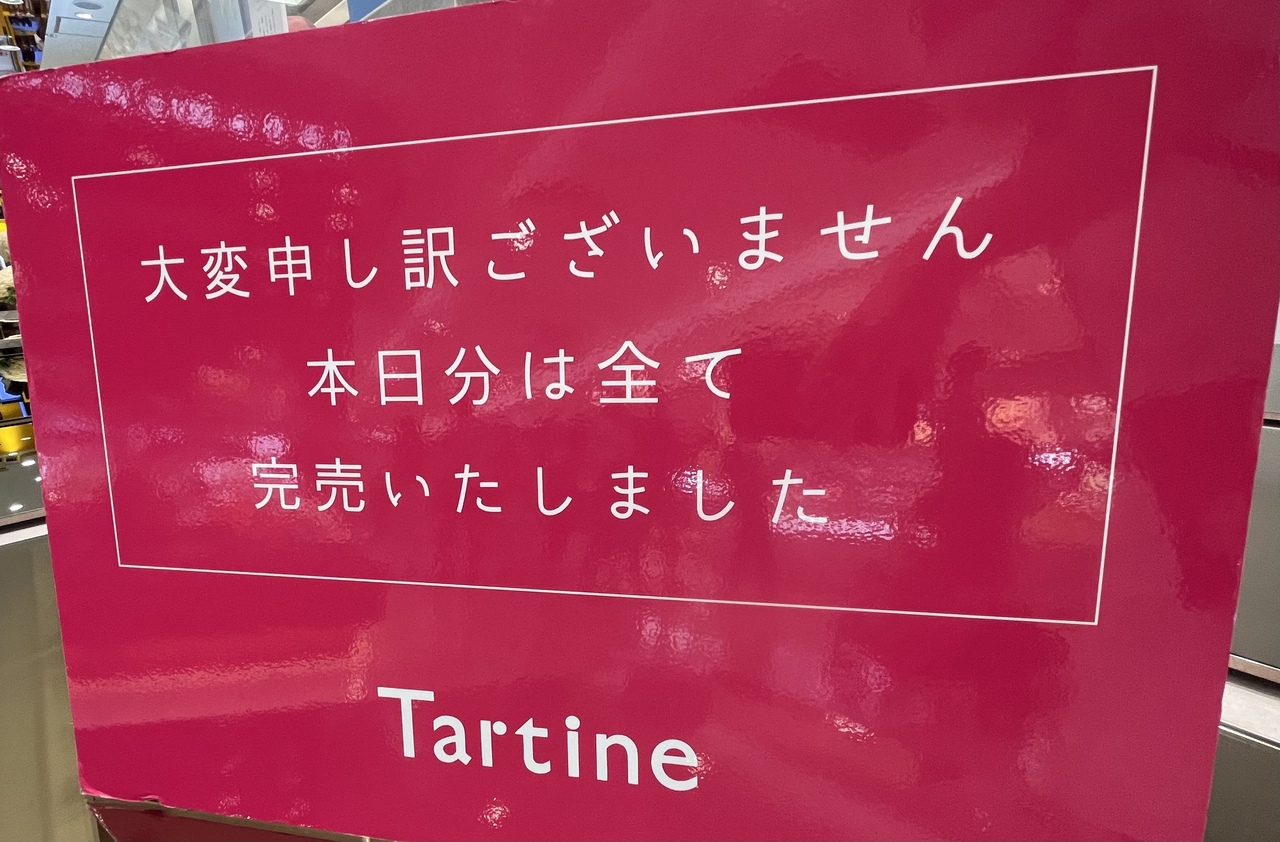 大変申し訳ございません
本日分は全て
完売いたしました
Tartine